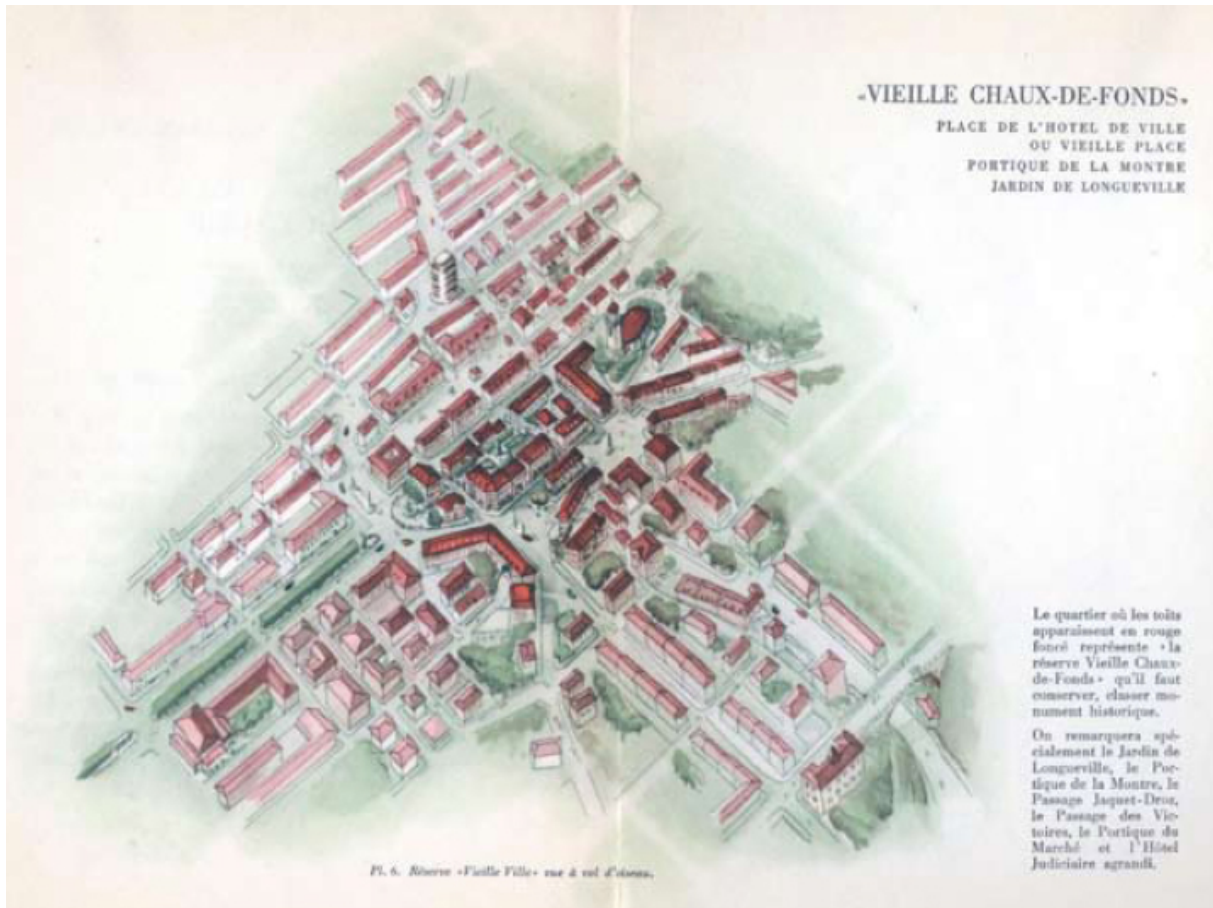 «VIEILLE CHAUX-DE-FONDS»
PLACE DE L'HOTEL DE VILLE
OU VIEILLE PLACE
PORTIQUE DE LA MONTRE
JARDIN DE LONGUEVILLE
Le quartier où les toits
apparaissent en rouge
foncé représente «la
réserve Vieille Chaux-
de-Fonds» qu'il faut
conserver, classer mo-
nument historique.
On remarquera spé-
cialement le Jardin de
Longueville, le Por-
tique de la Montre, le
Passage Jaquet-Droz,
le Passage des Vic-
toires, le Portique du
Marché et l'Hôtel
Judiciaire agrandi.
Pl. 6. Réserve «Vieille Ville» vue à vol d'oiseau.